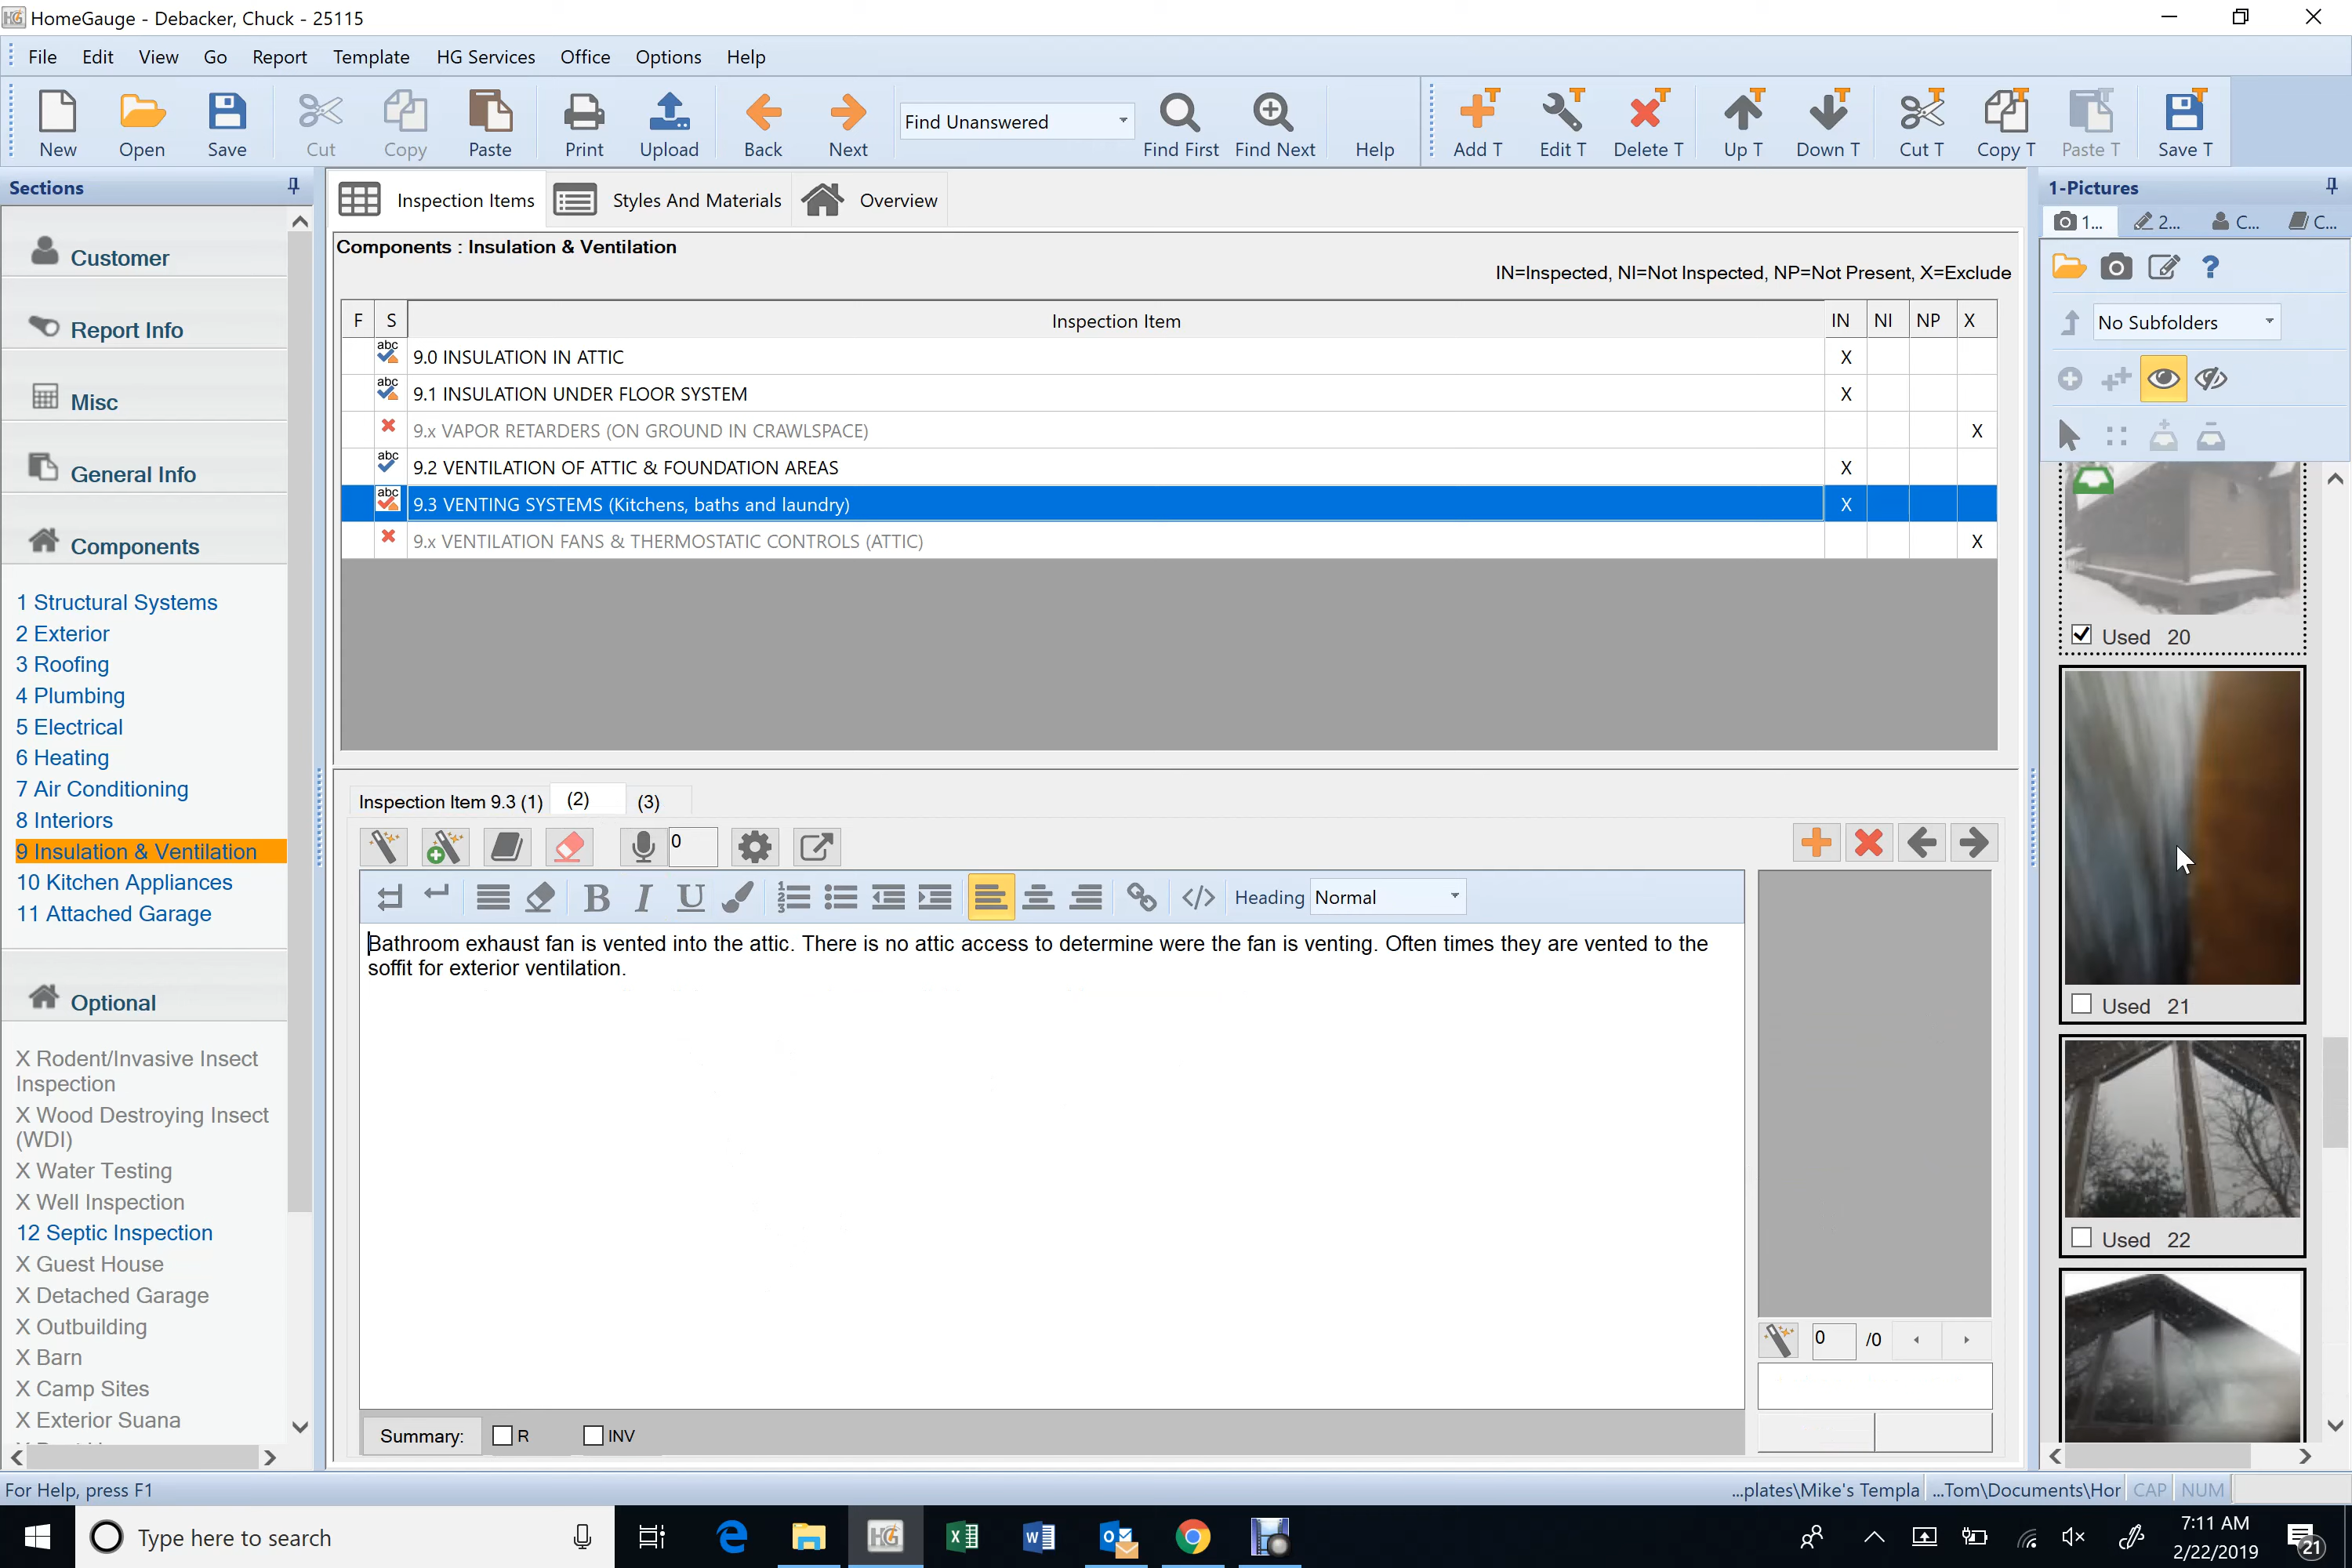 HomeGauge - Debacker, Chuck - 25115
File Edit View Go Report Template HG Services Office Options Help
New Open Save Cut Copy Paste Print Upload Back Next Find Unanswered Find First Find Next Help Add T Edit T Delete T Up T Down T Cut T Copy T Paste T Save T
Sections
Customer
Report Info
Misc
General Info
Components
1 Structural Systems
2 Exterior
3 Roofing
4 Plumbing
5 Electrical
6 Heating
7 Air Conditioning
8 Interiors
9 Insulation & Ventilation
10 Kitchen Appliances
11 Attached Garage
Optional
X Rodent/Invasive Insect
Inspection
X Wood Destroying Insect
(WDI)
X Water Testing
X Well Inspection
12 Septic Inspection
X Guest House
X Detached Garage
X Outbuilding
X Barn
X Camp Sites
X Exterior Suana
Inspection Items Styles And Materials Overview
Components : Insulation & Ventilation
IN=Inspected, NI=Not Inspected, NP=Not Present, X=Exclude
F S Inspection Item IN NI NP X
abc 9.0 INSULATION IN ATTIC X
abc 9.1 INSULATION UNDER FLOOR SYSTEM X
9.x VAPOR RETARDERS (ON GROUND IN CRAWLSPACE) X
abc 9.2 VENTILATION OF ATTIC & FOUNDATION AREAS X
abc 9.3 VENTING SYSTEMS (Kitchens, baths and laundry) X
9.x VENTILATION FANS & THERMOSTATIC CONTROLS (ATTIC) X
Inspection Item 9.3 (1) (2) (3)
0
B I U Heading Normal
Bathroom exhaust fan is vented into the attic. There is no attic access to determine were the fan is venting. Often times they are vented to the
soffit for exterior ventilation.
0 /0
Summary: R INV
1-Pictures
1... 2... C... C...
No Subfolders
Used 20
Used 21
Used 22
For Help, press F1
...plates\Mike's Templa ...Tom\Documents\Hor CAP NUM
Type here to search
7:11 AM
2/22/2019
21